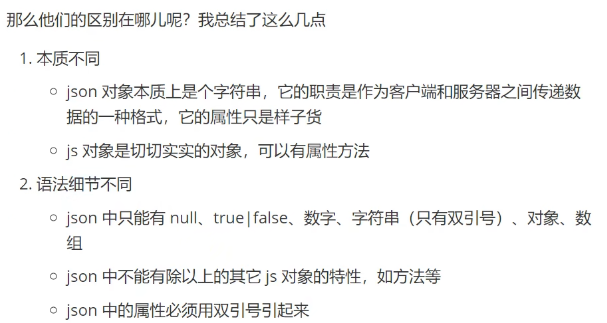 那么他们的区别在哪儿呢？我总结了这么几点
1. 本质不同
○ json 对象本质上是个字符串，它的职责是作为客户端和服务器之间传递数
据的一种格式，它的属性只是样子货
○ js 对象是切切实实的对象，可以有属性方法
2. 语法细节不同
○ json 中只能有 null、true|false、数字、字符串（只有双引号）、对象、数
组
○ json 中不能有除以上的其它 js 对象的特性，如方法等
○ json 中的属性必须用双引号引起来